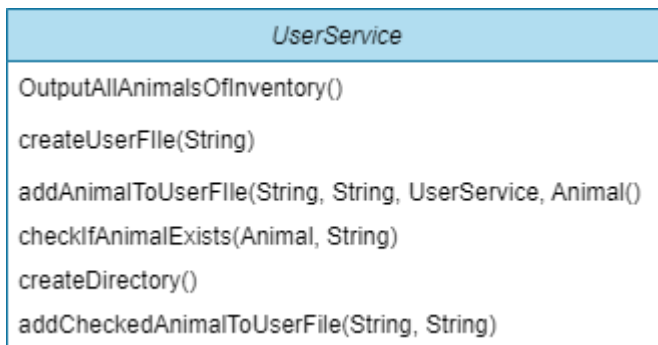 UserService
OutputAllAnimalsOfInventory()
createUserFIle(String)
addAnimalToUserFIle(String, String, UserService, Animal()
checkIfAnimalExists(Animal, String)
createDirectory()
addCheckedAnimalToUserFile(String, String)